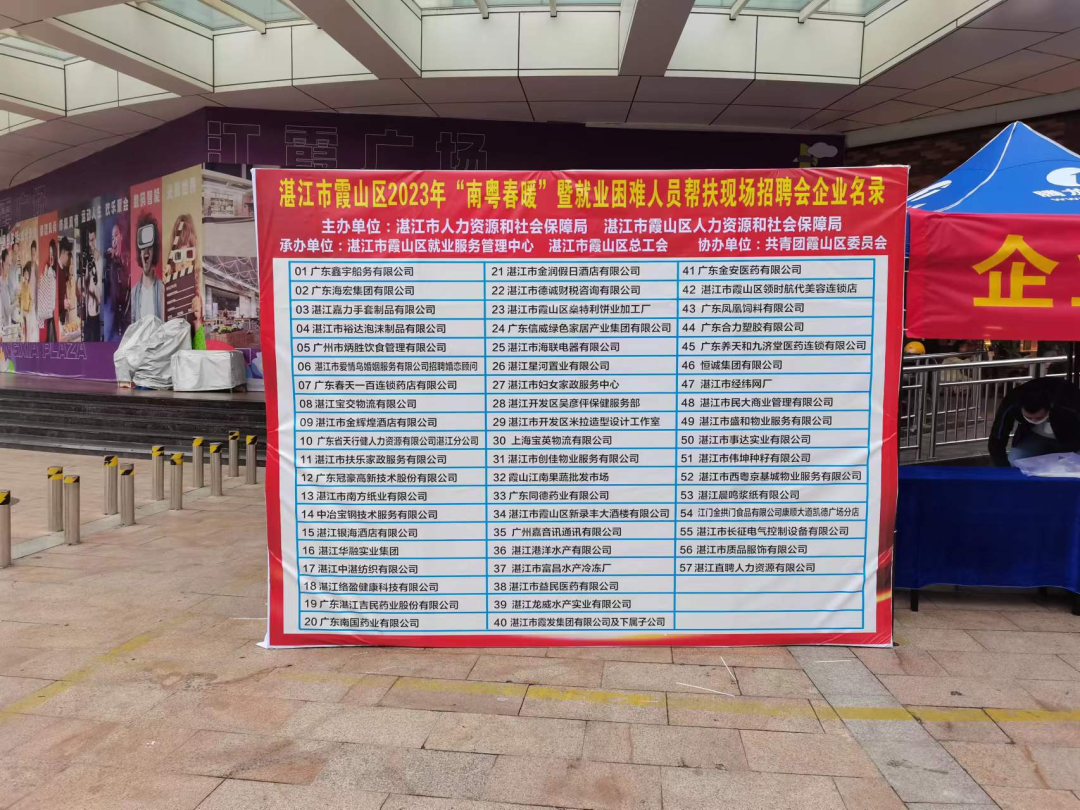 江霞广场
湛江市霞山区2023年“南粤春暖”暨就业困难人员帮扶现场招聘会企业名录
主办单位：湛江市人力资源和社会保障局 湛江市霞山区人力资源和社会保障局
承办单位：湛江市霞山区就业服务管理中心 湛江市霞山区总工会 协办单位：共青团霞山区委员会
01 广东鑫宇船务有限公司
02 广东海宏集团有限公司
03 湛江嘉力手套制品有限公司
04 湛江市裕达泡沫制品有限公司
05 广州市炳胜饮食管理有限公司
06 湛江市爱情鸟婚姻服务有限公司招聘婚恋顾问
07 广东春天一百连锁药店有限公司
08 湛江宝交物流有限公司
09 湛江市金辉煌酒店有限公司
10 广东省天行健人力资源有限公司湛江分公司
11 湛江市扶乐家政服务有限公司
12 广东冠豪高新技术股份有限公司
13 湛江市南方纸业有限公司
14 中冶宝钢技术服务有限公司
15 湛江银海酒店有限公司
16 湛江华融实业集团
17 湛江中湛纺织有限公司
18 湛江络盈健康科技有限公司
19 广东湛江吉民药业股份有限公司
20 广东南国药业有限公司
21 湛江市金润假日酒店有限公司
22 湛江市德诚财税咨询有限公司
23 湛江市霞山区燊特利饼业加工厂
24 广东信威绿色家居产业集团有限公司
25 湛江市海联电器有限公司
26 湛江星河置业有限公司
27 湛江市妇女家政服务中心
28 湛江开发区吴彦伴保健服务部
29 湛江市开发区米拉造型设计工作室
30 上海宝英物流有限公司
31 湛江市创佳物业服务有限公司
32 霞山江南果蔬批发市场
33 广东同德药业有限公司
34 湛江市霞山区新录丰大酒楼有限公司
35 广州嘉音讯通讯有限公司
36 湛江港洋水产有限公司
37 湛江市富昌水产冷冻厂
38 湛江市益民医药有限公司
39 湛江龙威水产实业有限公司
40 湛江市霞发集团有限公司及下属子公司
41 广东金安医药有限公司
42 湛江市霞山区领时航代美容连锁店
43 广东凤凰饲料有限公司
44 广东合力塑胶有限公司
45 广东养天和九济堂医药连锁有限公司
46 恒诚集团有限公司
47 湛江市经纬网厂
48 湛江市民大商业管理有限公司
49 湛江市盛和物业服务有限公司
50 湛江市事达实业有限公司
51 湛江市伟坤种籽有限公司
52 湛江市西粤京基城物业服务有限公司
53 湛江晨鸣浆纸有限公司
54 江门金拱门食品有限公司康顺大道凯德广场分店
55 湛江市长征电气控制设备有限公司
56 湛江市质品服饰有限公司
57 湛江直聘人力资源有限公司
企